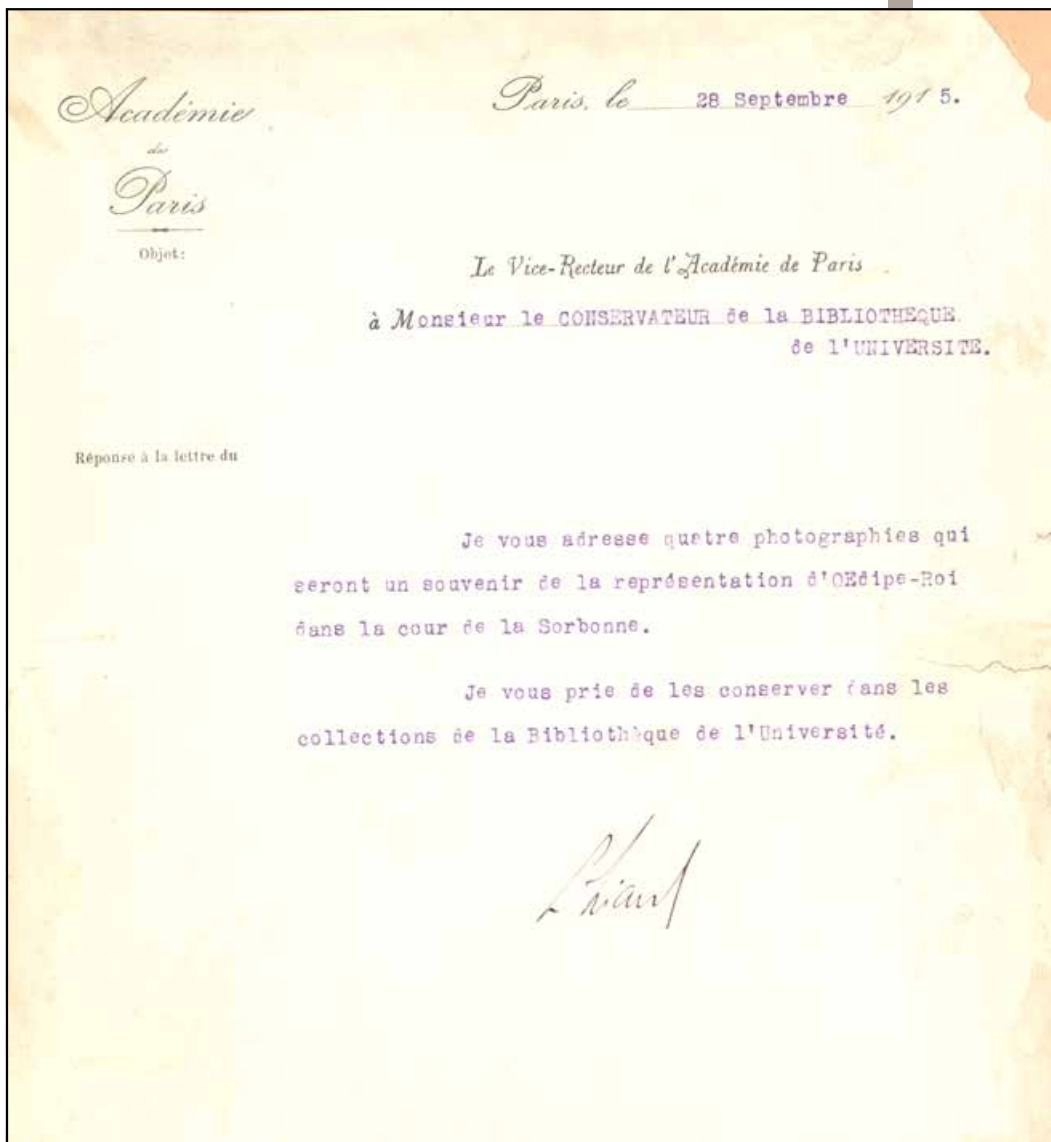 Académie
de
Paris
Objet:
Paris, le 28 Septembre 1915.
Le Vice-Recteur de l'Académie de Paris
à Monsieur le CONSERVATEUR de la BIBLIOTHEQUE
de l'UNIVERSITE.
Réponse à la lettre du
Je vous adresse quatre photographies qui
seront un souvenir de la représentation d'OEdipe-Roi
dans la cour de la Sorbonne.
Je vous prie de les conserver dans les
collections de la Bibliothèque de l'Université.